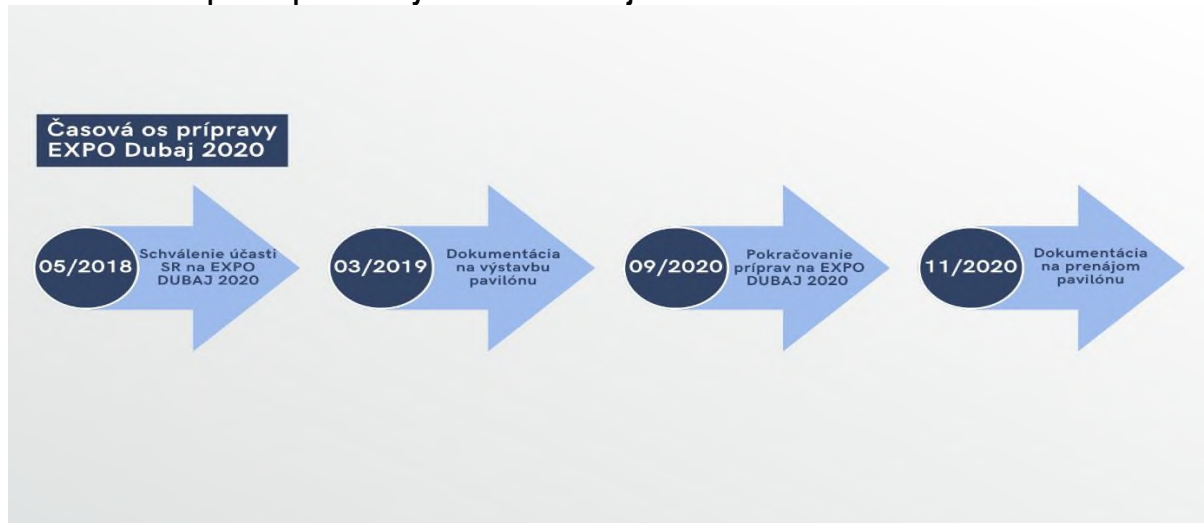 Časová os prípravy
EXPO Dubaj 2020
05/2018
Schválenie účasti
SR na EXPO
DUBAJ 2020
03/2019
Dokumentácia
na výstavbu
pavilónu
09/2020
Pokračovanie
príprav na EXPO
DUBAJ 2020
11/2020
Dokumentácia
na prenájom
pavilónu